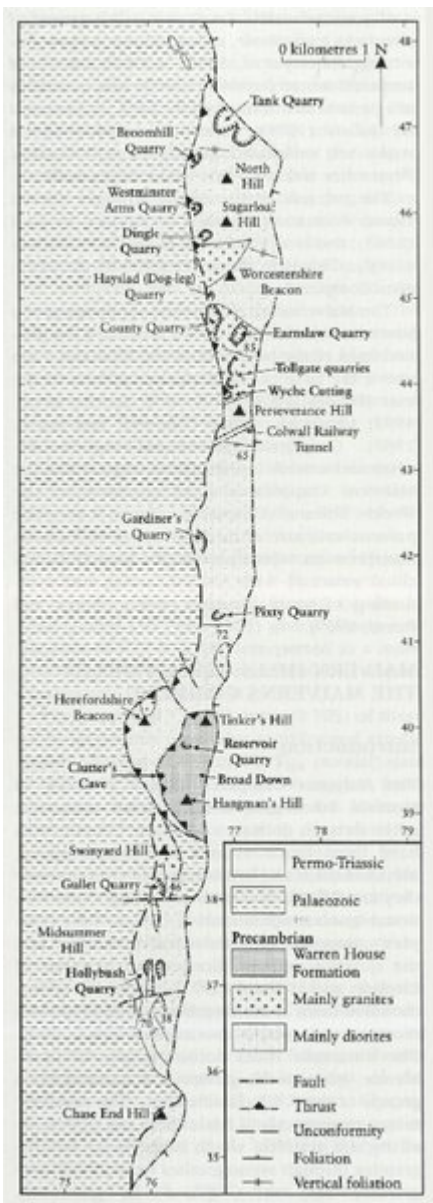 0 kilometres 1 N
48
Tank Quarry
47
Broomhill
Quarry
North
Hill
Westminster
Arms Quarry
Sugarloaf
Hill
46
Dingle
Quarry
Worcestershire
Beacon
Hayslad (Dog-leg)
Quarry
45
County Quarry
Earnslaw Quarry
65
Tollgate quarries
44
Wyche Cutting
Perseverance Hill
Colwall Railway
Tunnel
65
43
Gardiner's
Quarry
42
Pixty Quarry
72
41
Herefordshire
Beacon
Tinker's Hill
40
Reservoir
Quarry
Clutter's
Cave
Broad Down
Hangman's Hill
39
77 78 79
Swinyard Hill
Gullet Quarry
38
Midsummer
Hill
Hollybush
Quarry
37
36
Chase End Hill
35
75 76
Permo-Triassic
Palaeozoic
Precambrian
Warren House
Formation
Mainly granites
Mainly diorites
Fault
Thrust
Unconformity
Foliation
Vertical foliation